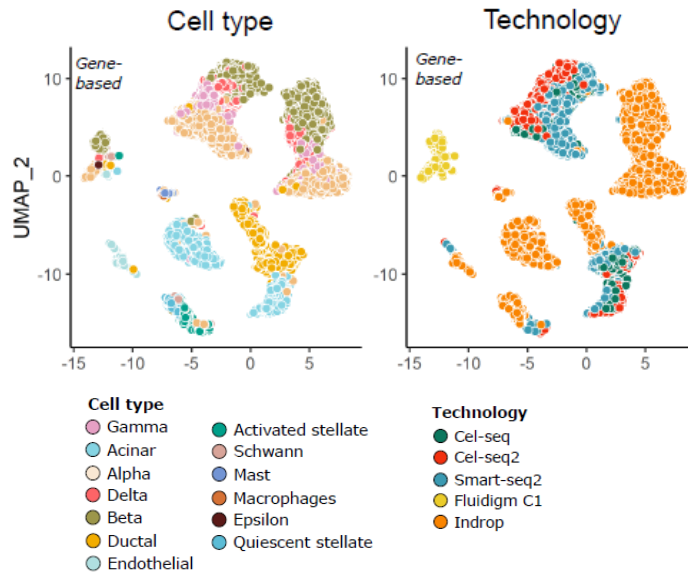 Cell type
Technology
Gene-
based
Gene-
based
UMAP_2
10
5
0
-10
-15 -10 -5 0 5
10
0
-10
-15 -10 -5 0 5
Cell type
Gamma
Acinar
Alpha
Delta
Beta
Ductal
Endothelial
Activated stellate
Schwann
Mast
Macrophages
Epsilon
Quiescent stellate
Technology
Cel-seq
Cel-seq2
Smart-seq2
Fluidigm C1
Indrop